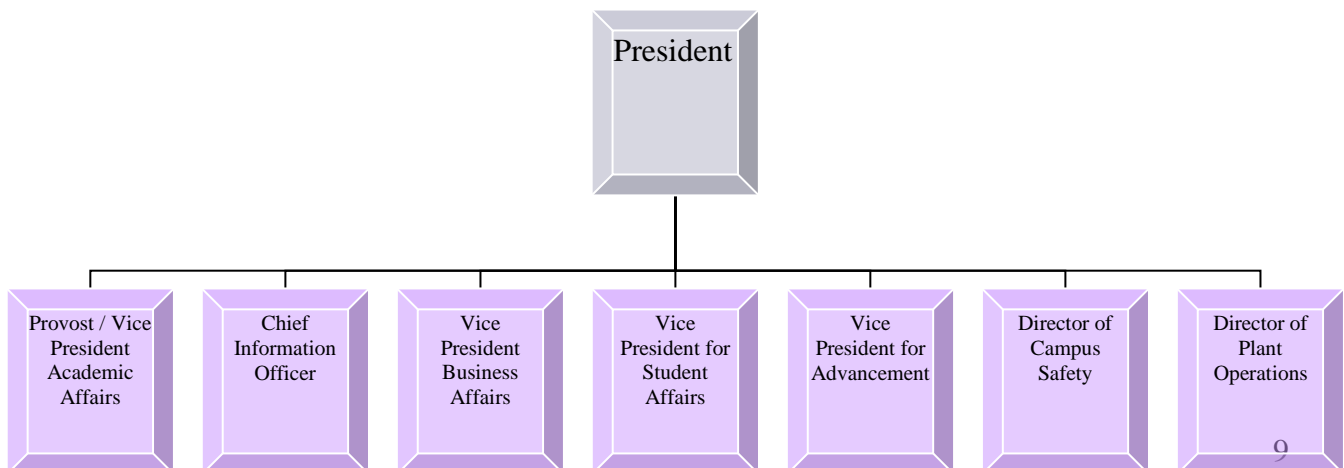 President
Provost / Vice
President
Academic
Affairs
Chief
Information
Officer
Vice
President
Business
Affairs
Vice
President for
Student
Affairs
Vice
President for
Advancement
Director of
Campus
Safety
Director of
Plant
Operations
9